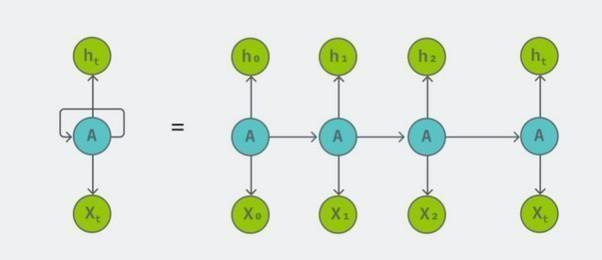 hₜ h₀ h₁ h₂ hₜ
A = A A A A
Xₜ X₀ X₁ X₂ Xₜ